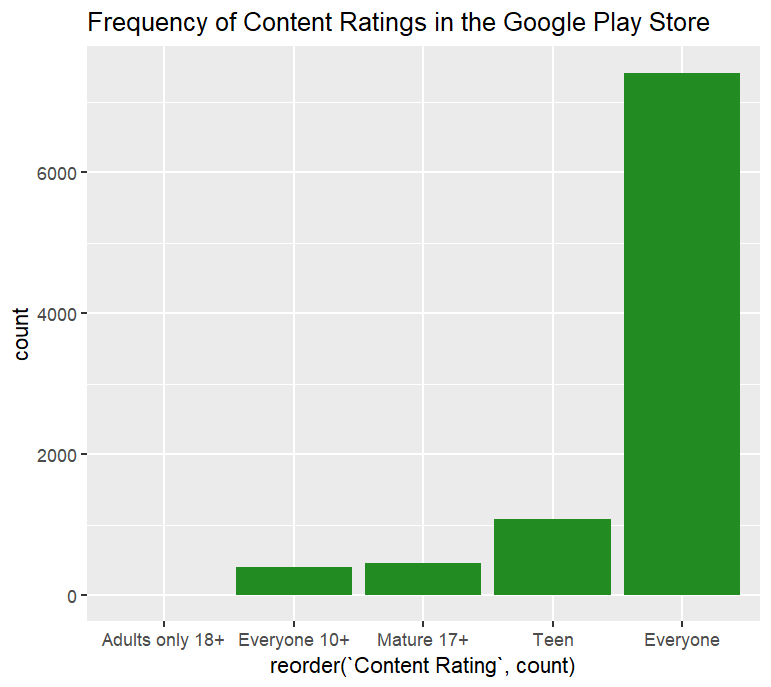 Frequency of Content Ratings in the Google Play Store
count
6000
4000
2000
0
Adults only 18+ Everyone 10+ Mature 17+ Teen Everyone
reorder(`Content Rating`, count)